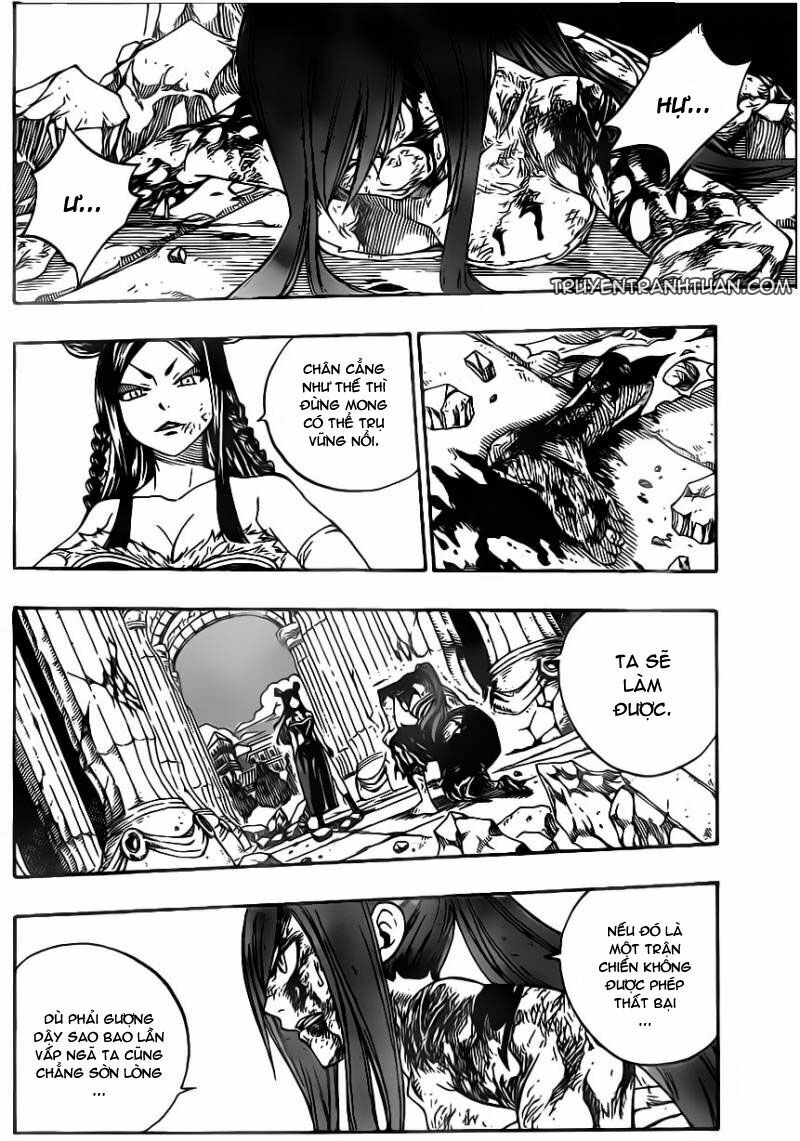 HỰ...
Ư...
TRUYENTRANHTUAN.COM
CHÂN CẲNG
NHƯ THẾ THÌ
ĐỪNG MONG
CÓ THỂ TRỤ
VỮNG NỔI.
TA SẼ
LÀM
ĐƯỢC.
NẾU ĐÓ LÀ
MỘT TRẬN
CHIẾN KHÔNG
ĐƯỢC PHÉP
THẤT BẠI
...
DÙ PHẢI GƯỢNG
DẬY SAO BAO LẦN
VẤP NGÃ TA CŨNG
CHẲNG SỜN LÒNG
...